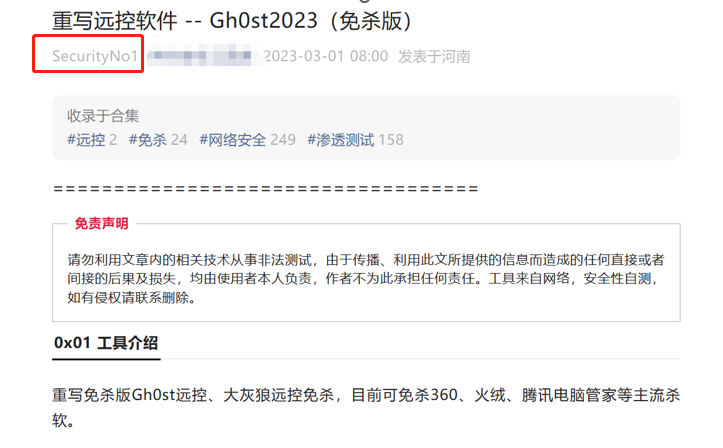 重写远控软件 -- Gh0st2023（免杀版）
SecurityNo1 2023-03-01 08:00 发表于河南
收录于合集
#远控 2 #免杀 24 #网络安全 249 #渗透测试 158
===================================
免责声明
请勿利用文章内的相关技术从事非法测试，由于传播、利用此文所提供的信息而造成的任何直接或者
间接的后果及损失，均由使用者本人负责，作者不为此承担任何责任。工具来自网络，安全性自测，
如有侵权请联系删除。
0x01 工具介绍
重写免杀版Gh0st远控、大灰狼远控免杀，目前可免杀360、火绒、腾讯电脑管家等主流杀
软。